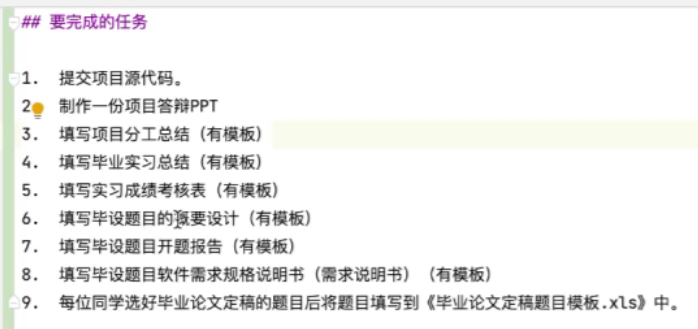 ## 要完成的任务
1. 提交项目源代码。
2. 制作一份项目答辩PPT
3. 填写项目分工总结（有模板）
4. 填写毕业实习总结（有模板）
5. 填写实习成绩考核表（有模板）
6. 填写毕设题目的概要设计（有模板）
7. 填写毕设题目开题报告（有模板）
8. 填写毕设题目软件需求规格说明书（需求说明书）（有模板）
9. 每位同学选好毕业论文定稿的题目后将题目填写到《毕业论文定稿题目模板.xls》中。